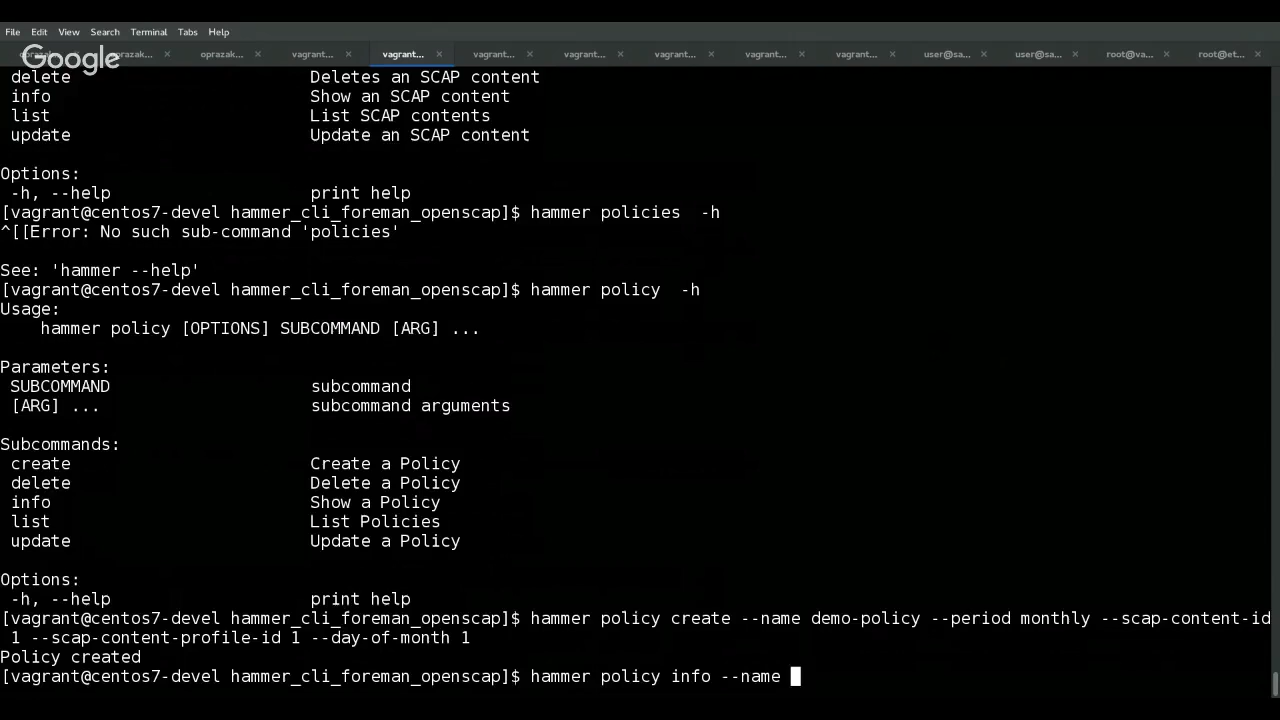 File Edit View Search Terminal Tabs Help
Google
oprazak... oprazak... vagrant... vagrant... vagrant... vagrant... vagrant... vagrant... vagrant... user@sa... user@sa... root@va... root@et...
delete Deletes an SCAP content
info Show an SCAP content
list List SCAP contents
update Update an SCAP content
Options:
-h, --help print help
[vagrant@centos7-devel hammer_cli_foreman_openscap]$ hammer policies  -h
^[[Error: No such sub-command 'policies'
See: 'hammer --help'
[vagrant@centos7-devel hammer_cli_foreman_openscap]$ hammer policy  -h
Usage:
hammer policy [OPTIONS] SUBCOMMAND [ARG] ...
Parameters:
SUBCOMMAND subcommand
[ARG] ... subcommand arguments
Subcommands:
create Create a Policy
delete Delete a Policy
info Show a Policy
list List Policies
update Update a Policy
Options:
-h, --help print help
[vagrant@centos7-devel hammer_cli_foreman_openscap]$ hammer policy create --name demo-policy --period monthly --scap-content-id
1 --scap-content-profile-id 1 --day-of-month 1
Policy created
[vagrant@centos7-devel hammer_cli_foreman_openscap]$ hammer policy info --name